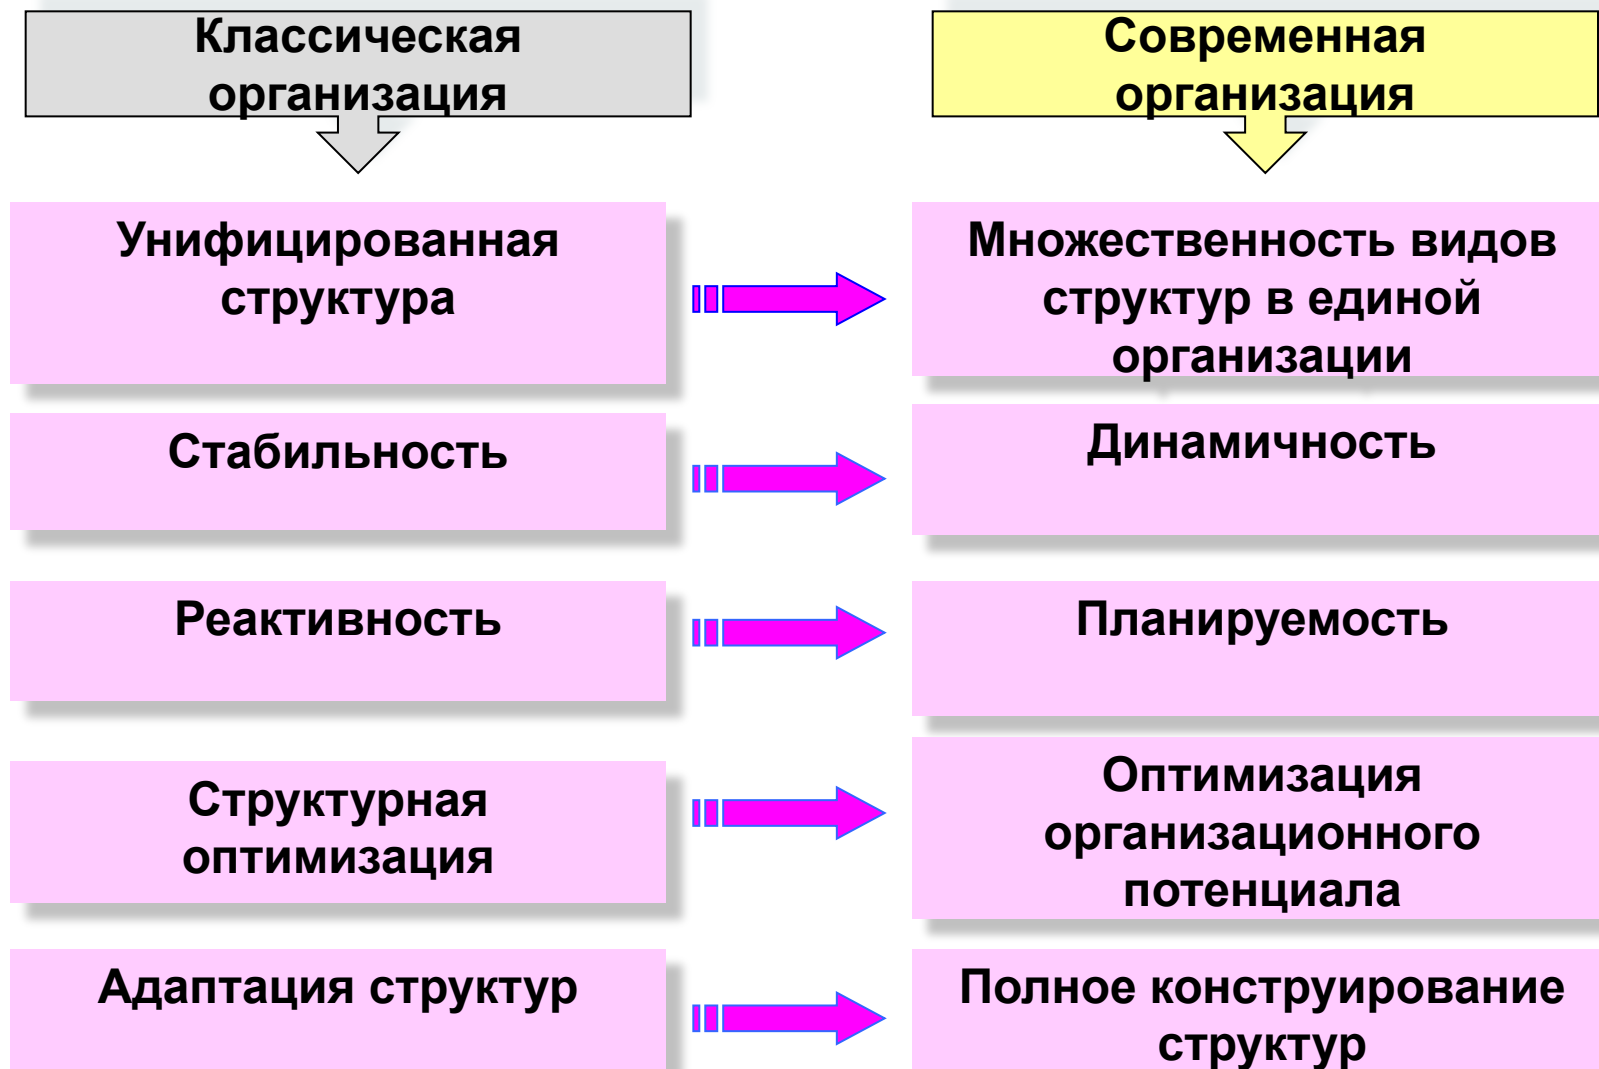 Классическая
организация
Современная
организация
Унифицированная
структура
Множественность видов
структур в единой
организации
Стабильность
Динамичность
Реактивность
Планируемость
Структурная
оптимизация
Оптимизация
организационного
потенциала
Адаптация структур
Полное конструирование
структур